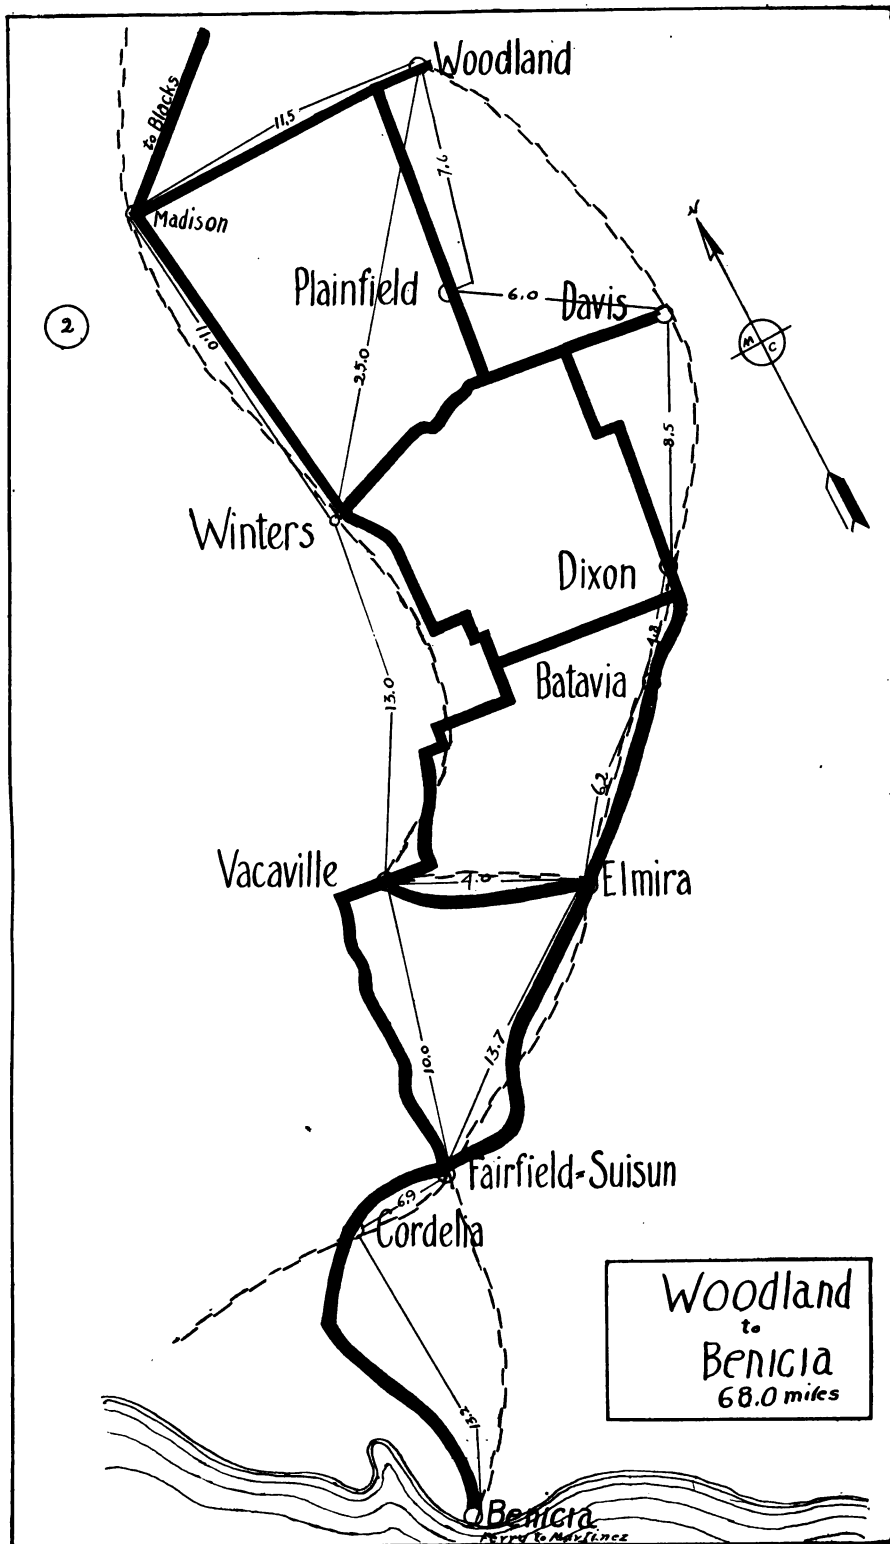 Woodland
to Blacks
11.5
7.6
Madison
Plainfield
6.0
Davis
N
M C
2
11.0
25.0
8.5
Winters
Dixon
4.8
13.0
Batavia
6.2
Vacaville
4.0
Elmira
10.0
13.7
Fairfield=Suisun
6.9
Cordelia
Woodland
to
Benicia
68.0 miles
13.2
Benicia
Ferry to Martinez